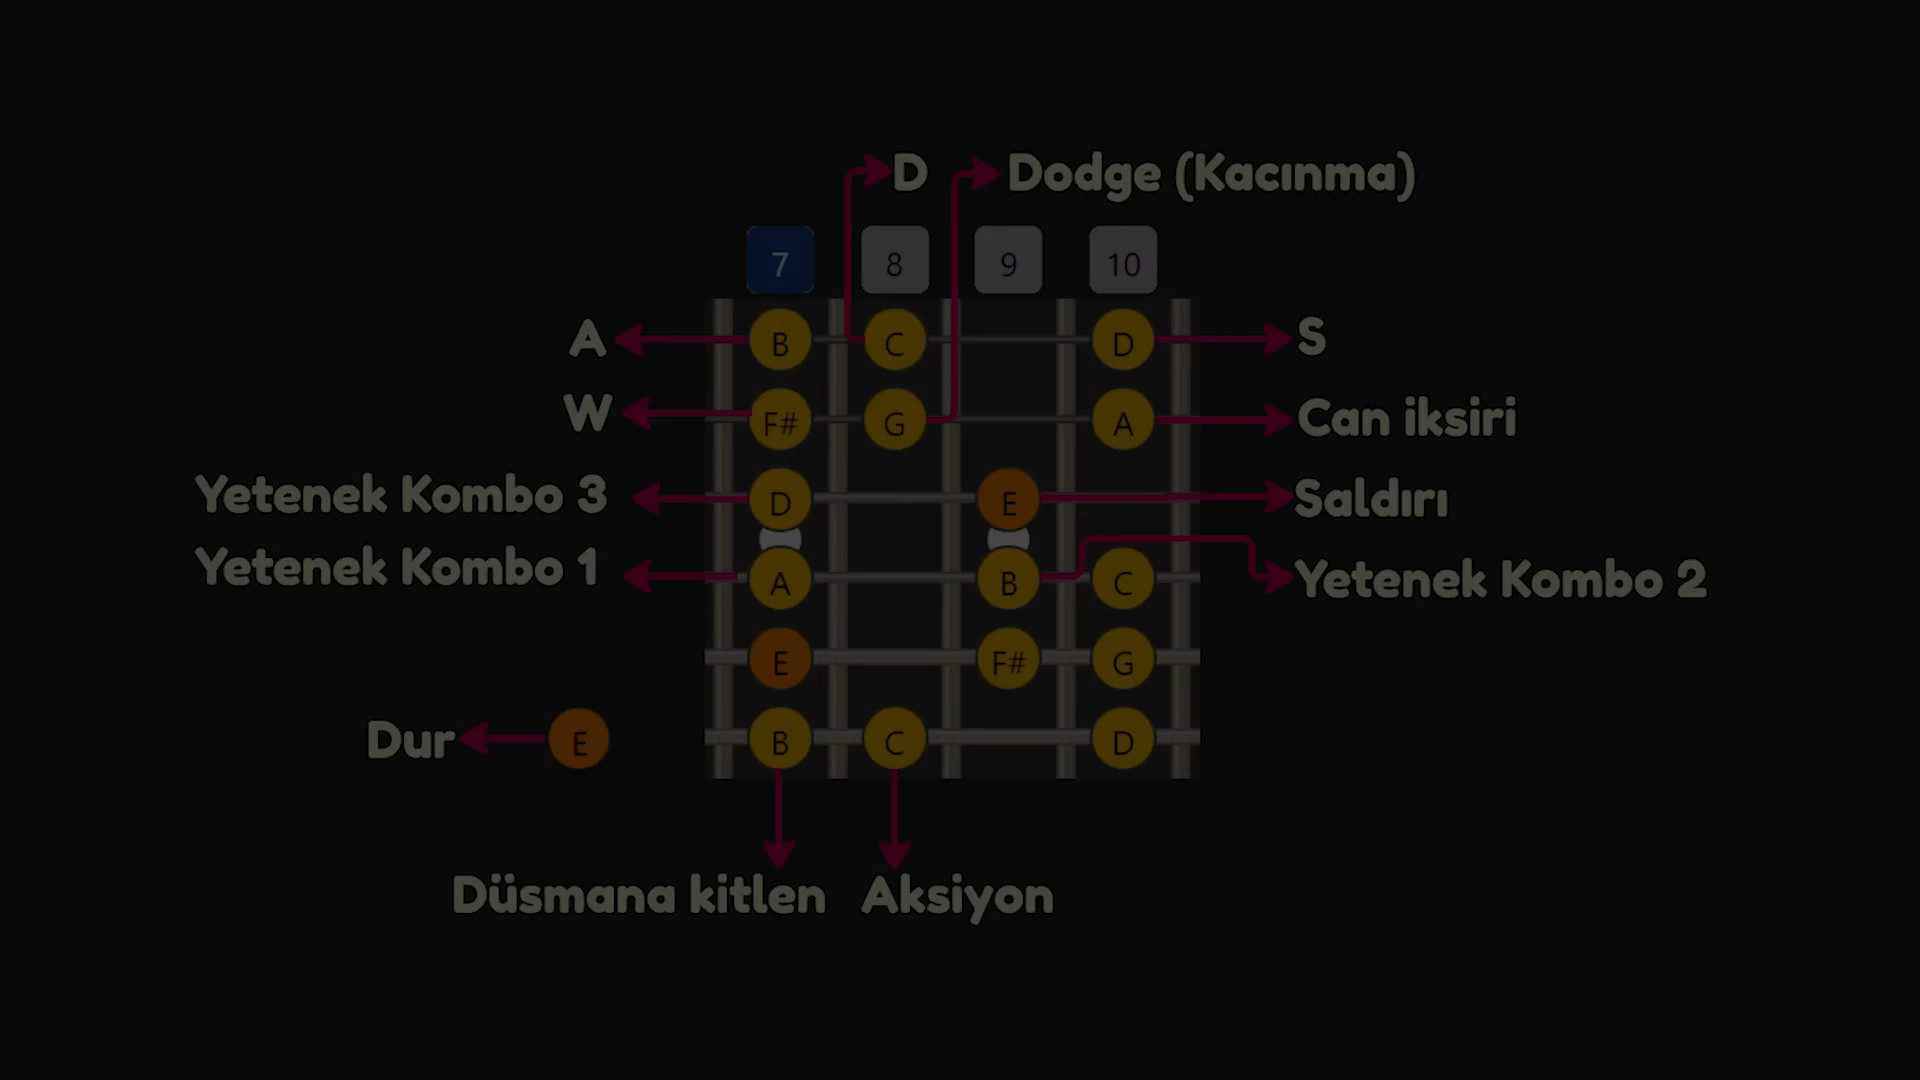 D Dodge (Kacınma)
7 8 9 10
A B C D S
W F# G A Can iksiri
Yetenek Kombo 3 D E Saldırı
Yetenek Kombo 1 A B C Yetenek Kombo 2
E F# G
Dur E B C D
Düsmana kitlen Aksiyon